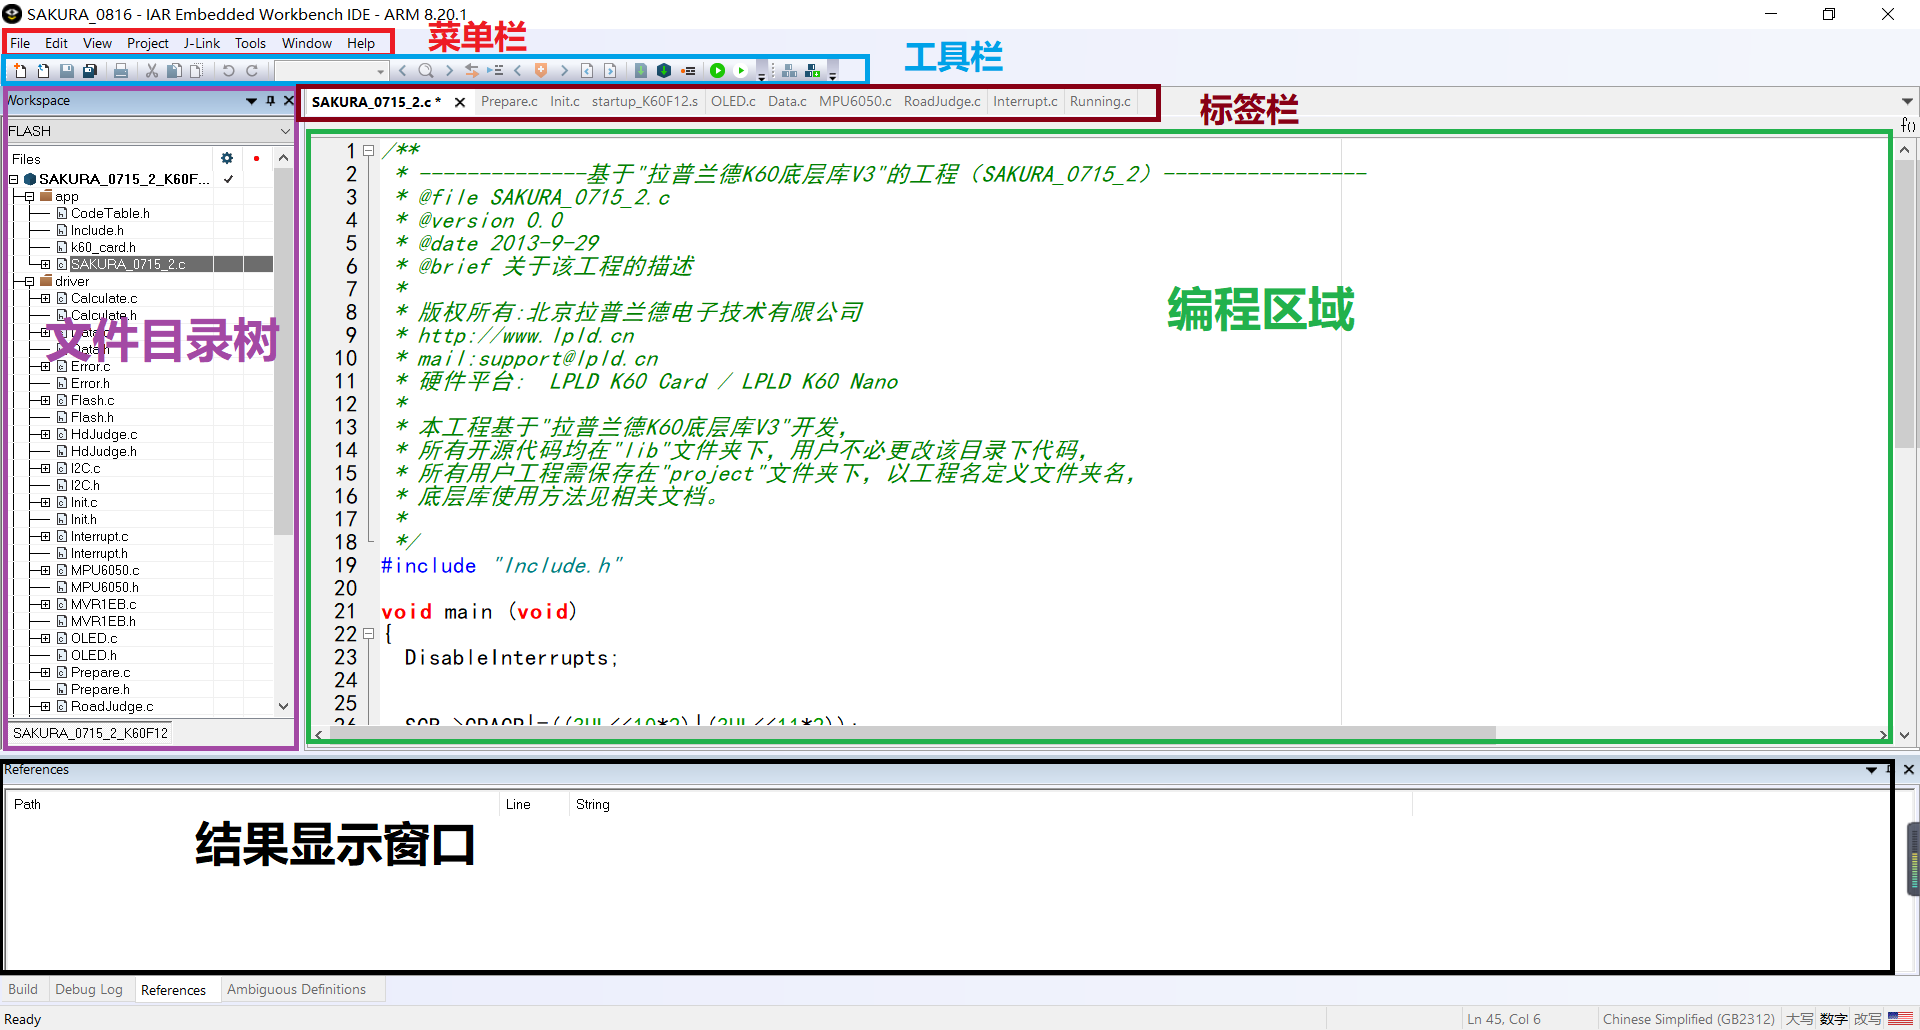 SAKURA_0816 - IAR Embedded Workbench IDE - ARM 8.20.1
File Edit View Project J-Link Tools Window Help
菜单栏
工具栏
Workspace
SAKURA_0715_2.c * Prepare.c Init.c startup_K60F12.s OLED.c Data.c MPU6050.c RoadJudge.c Interrupt.c Running.c
标签栏
f()
FLASH
Files
SAKURA_0715_2_K60F...
app
CodeTable.h
Include.h
k60_card.h
SAKURA_0715_2.c
driver
Calculate.c
Calculate.h
Data.c
Data.h
文件目录树
Error.c
Error.h
Flash.c
Flash.h
HdJudge.c
HdJudge.h
I2C.c
I2C.h
Init.c
Init.h
Interrupt.c
Interrupt.h
MPU6050.c
MPU6050.h
MVR1EB.c
MVR1EB.h
OLED.c
OLED.h
Prepare.c
Prepare.h
RoadJudge.c
SAKURA_0715_2_K60F12
1 /**
2 * --------------基于"拉普兰德K60底层库V3"的工程（SAKURA_0715_2）-----------------
3 * @file SAKURA_0715_2.c
4 * @version 0.0
5 * @date 2013-9-29
6 * @brief 关于该工程的描述
7 *
8 * 版权所有:北京拉普兰德电子技术有限公司
9 * http://www.lpld.cn
10 * mail:support@lpld.cn
11 * 硬件平台:  LPLD K60 Card / LPLD K60 Nano
12 *
13 * 本工程基于"拉普兰德K60底层库V3"开发，
14 * 所有开源代码均在"lib"文件夹下，用户不必更改该目录下代码，
15 * 所有用户工程需保存在"project"文件夹下，以工程名定义文件夹名，
16 * 底层库使用方法见相关文档。
17 *
18 */
19 #include "Include.h"
20
21 void main (void)
22 {
23 DisableInterrupts;
24
25
26 SCB->CPACR|=((3UL<<10*2)|(3UL<<11*2));
编程区域
References
Path Line String
结果显示窗口
Build Debug Log References Ambiguous Definitions
Ready Ln 45, Col 6 Chinese Simplified (GB2312) 大写 数字 改写